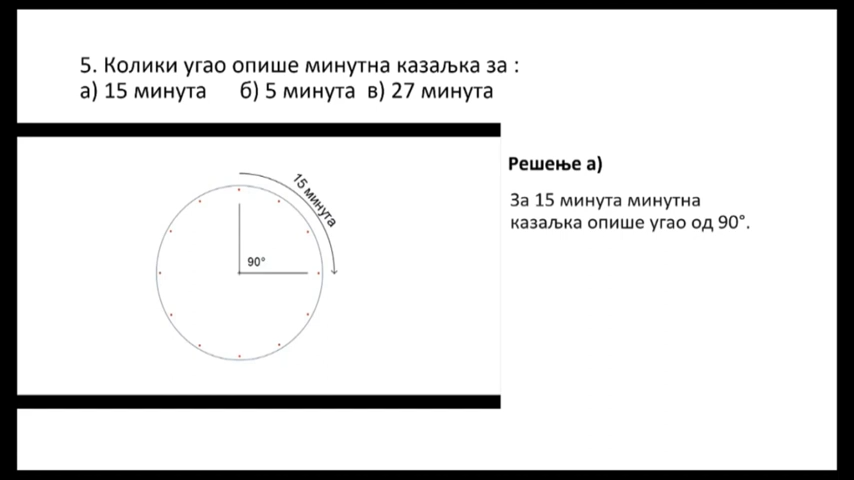 5. Колики угао опише минутна казаљка за :
а) 15 минута б) 5 минута в) 27 минута
15 минута
90°
Решење а)
За 15 минута минутна
казаљка опише угао од 90°.